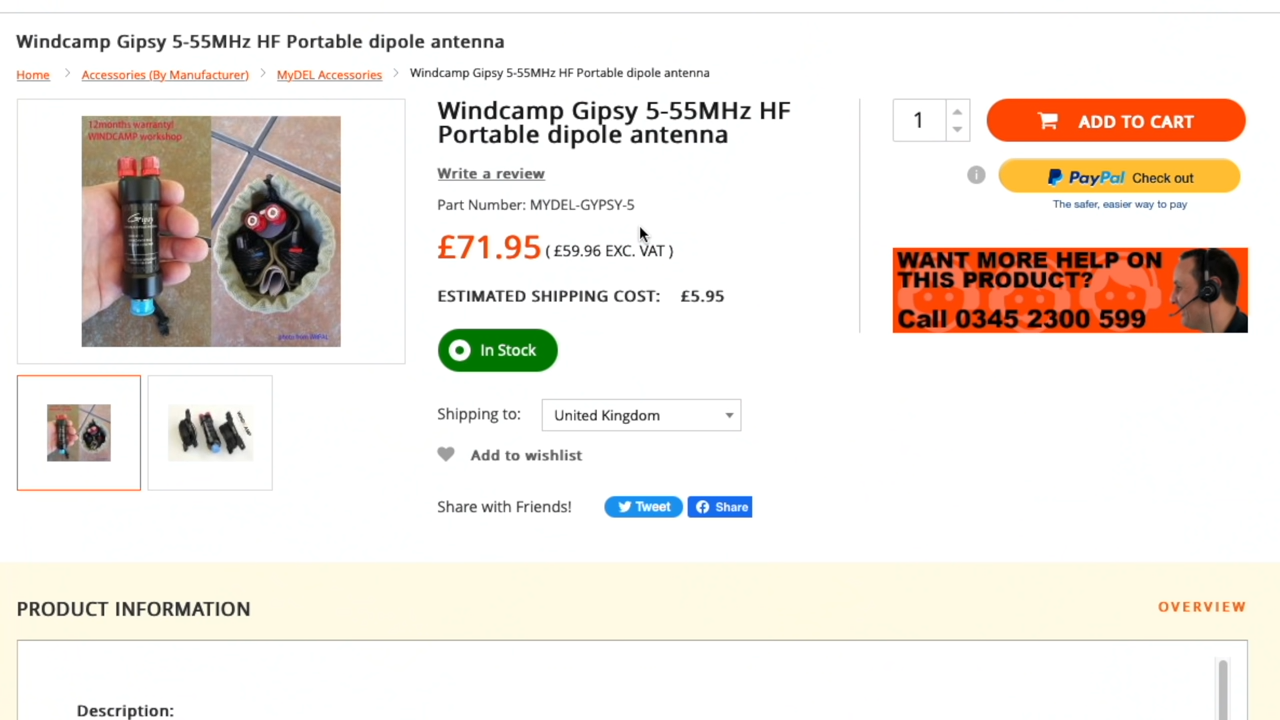 Windcamp Gipsy 5-55MHz HF Portable dipole antenna
Home > Accessories (By Manufacturer) > MyDEL Accessories > Windcamp Gipsy 5-55MHz HF Portable dipole antenna
12months warranty!
WINDCAMP workshop
Gipsy
Windcamp Gipsy 5-55MHz HF
Portable dipole antenna
Write a review
Part Number: MYDEL-GYPSY-5
£71.95 ( £59.96 EXC. VAT )
ESTIMATED SHIPPING COST: £5.95
In Stock
Shipping to: United Kingdom
Add to wishlist
Share with Friends! Tweet Share
1 ADD TO CART
PayPal Check out
The safer, easier way to pay
WANT MORE HELP ON
THIS PRODUCT?
Call 0345 2300 599
PRODUCT INFORMATION
OVERVIEW
Description: